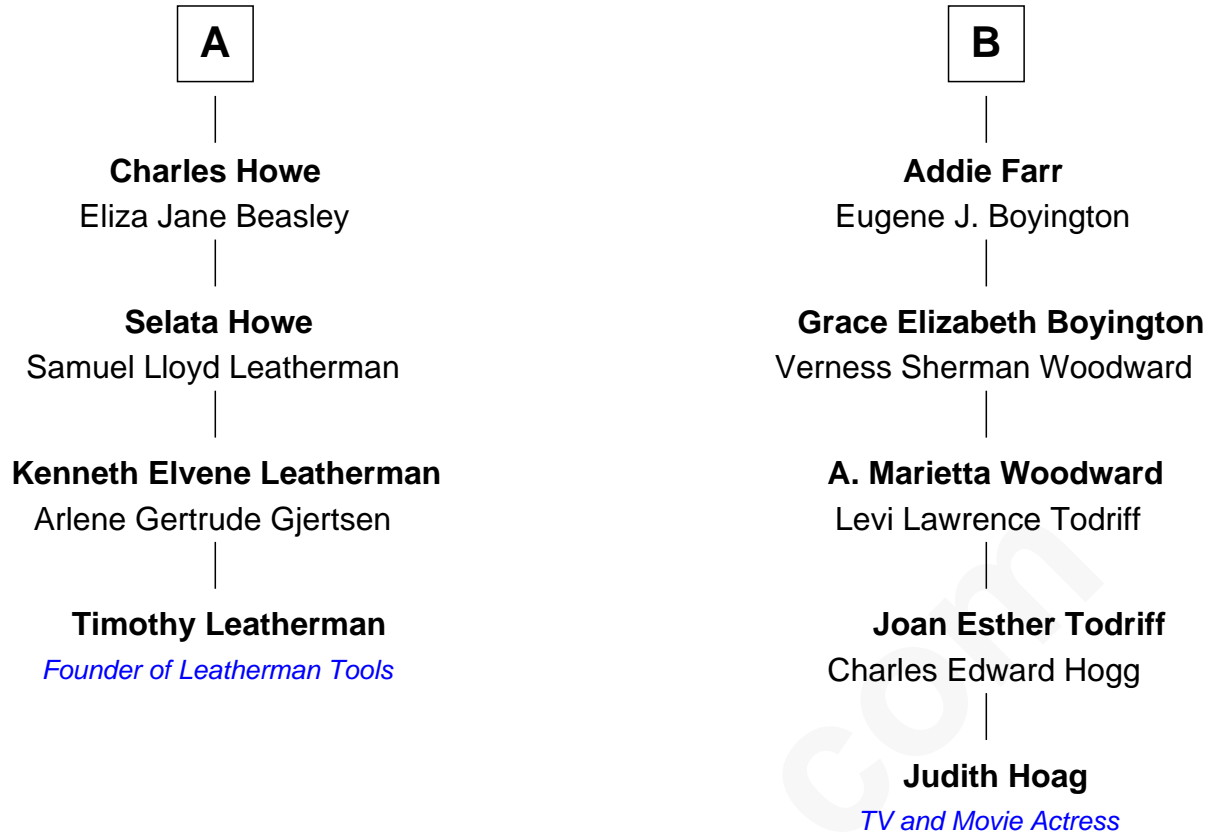 A
Charles Howe
Eliza Jane Beasley
Selata Howe
Samuel Lloyd Leatherman
Kenneth Elvene Leatherman
Arlene Gertrude Gjertsen
Timothy Leatherman
Founder of Leatherman Tools
B
Addie Farr
Eugene J. Boyington
Grace Elizabeth Boyington
Verness Sherman Woodward
A. Marietta Woodward
Levi Lawrence Todriff
Joan Esther Todriff
Charles Edward Hogg
Judith Hoag
TV and Movie Actress
com